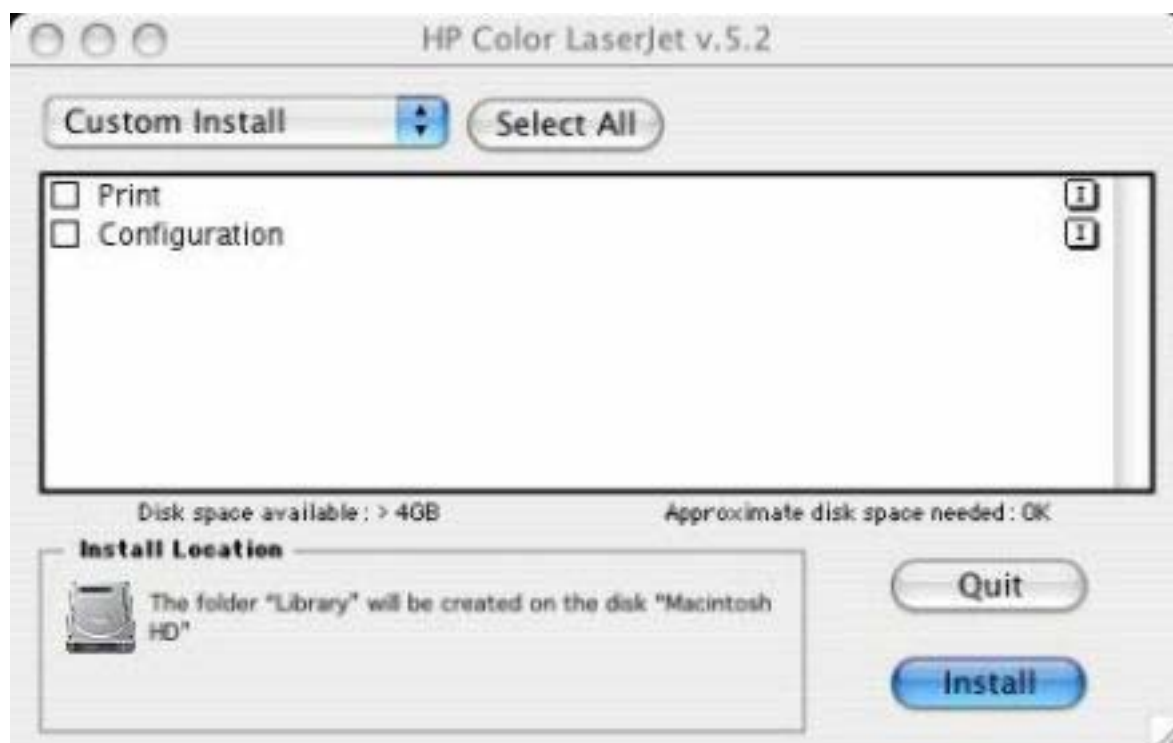 HP Color LaserJet v.5.2
Custom Install
Select All
Print
I
Configuration
I
Disk space available : > 4GB
Approximate disk space needed : 0K
Install Location
The folder "Library" will be created on the disk "Macintosh
HD"
Quit
Install